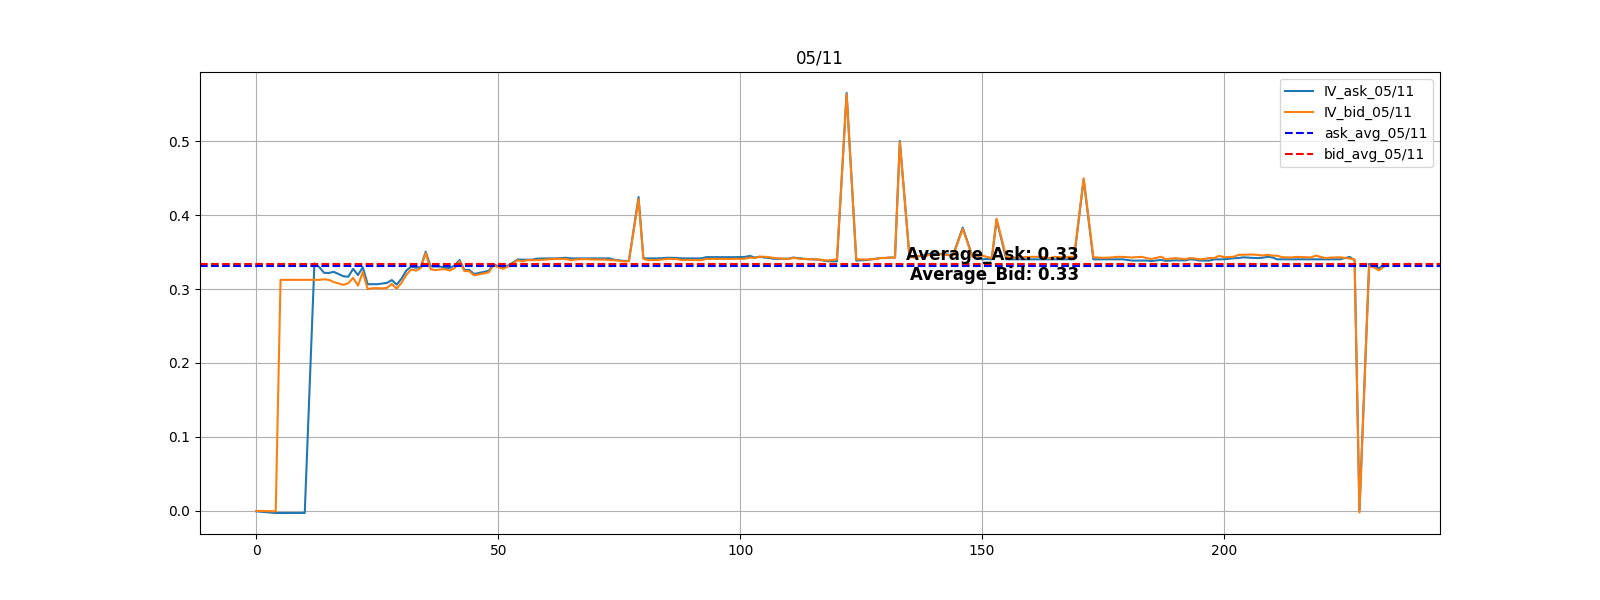 05/11
IV_ask_05/11
IV_bid_05/11
ask_avg_05/11
bid_avg_05/11
0.5
0.4
0.3
0.2
0.1
0.0
Average_Ask: 0.33
Average_Bid: 0.33
0 50 100 150 200